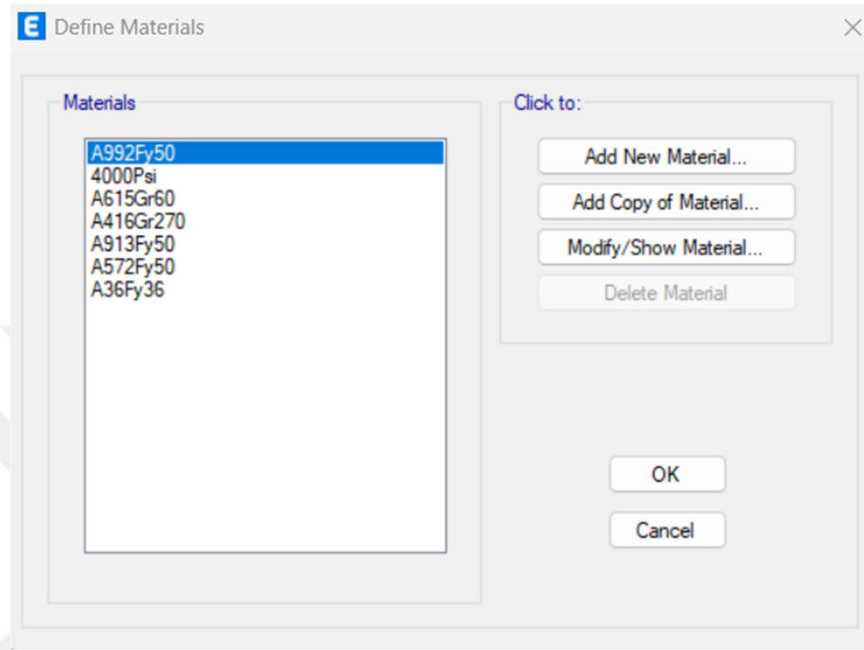 E Define Materials
Materials
A992Fy50
4000Psi
A615Gr60
A416Gr270
A913Fy50
A572Fy50
A36Fy36
Click to:
Add New Material...
Add Copy of Material...
Modify/Show Material...
Delete Material
OK
Cancel